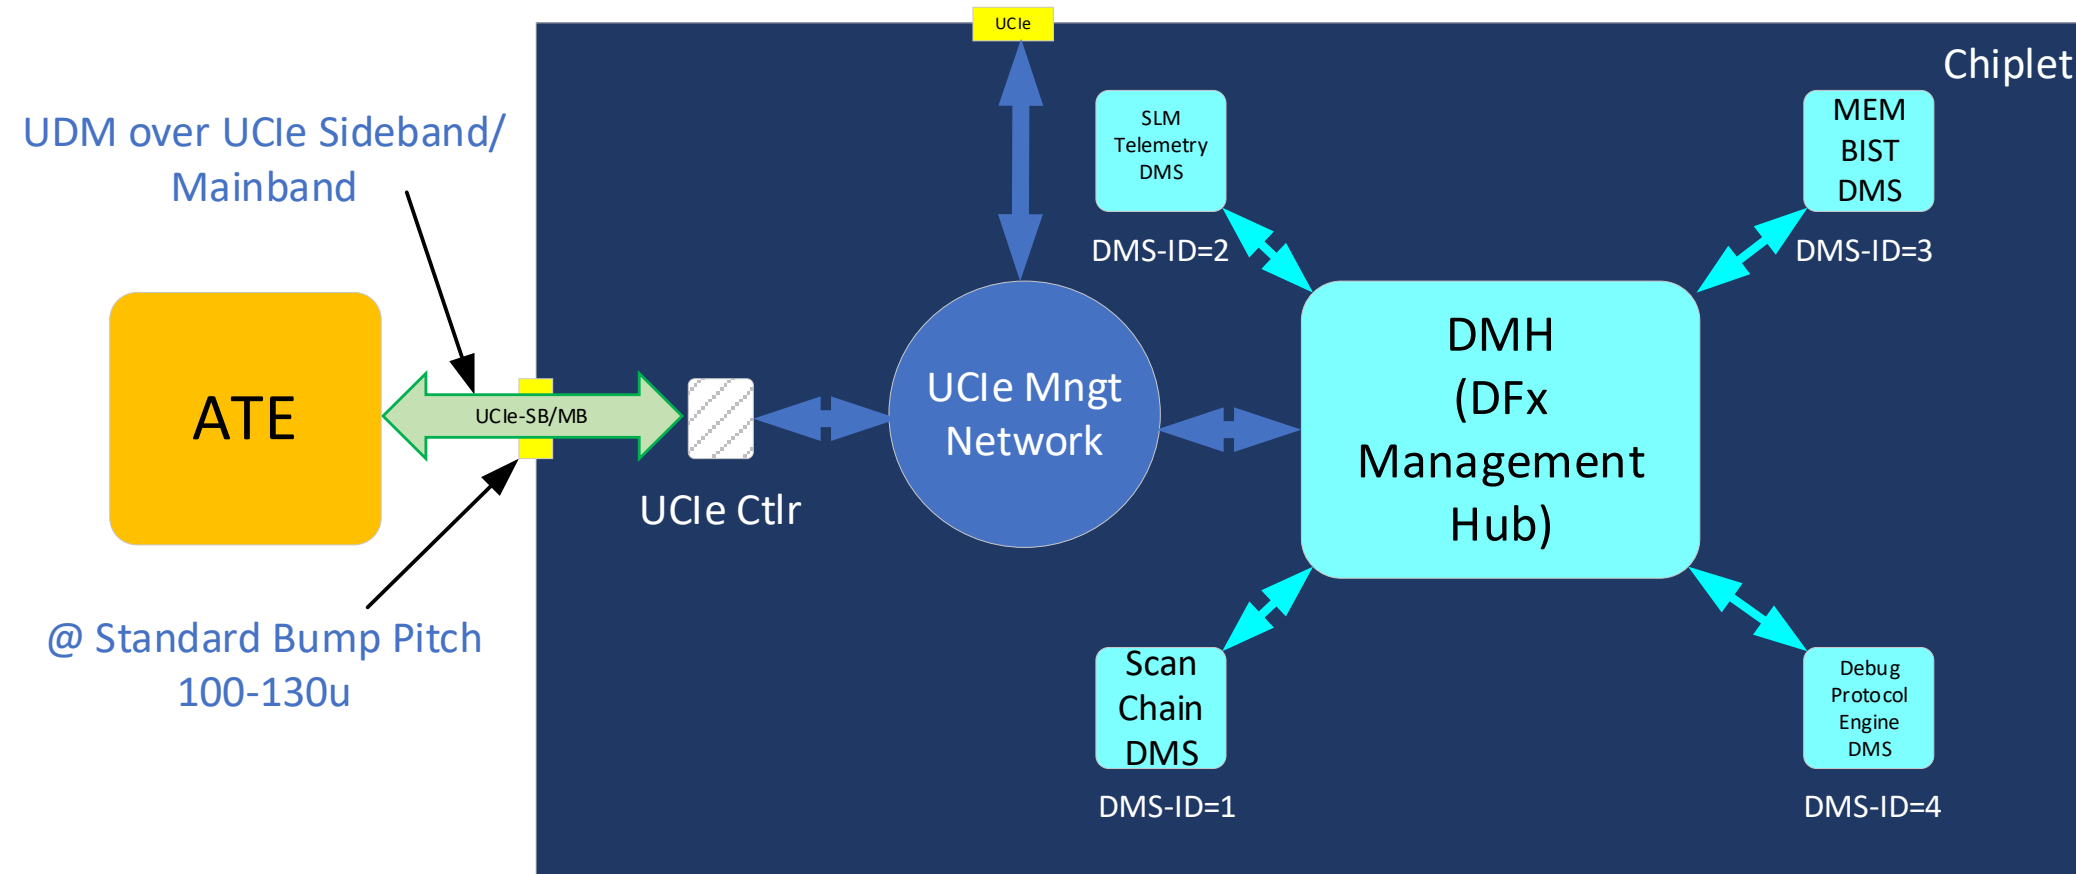 UCIe
Chiplet
UDM over UCIe Sideband/
Mainband
SLM
Telemetry
DMS
DMS-ID=2
MEM
BIST
DMS
DMS-ID=3
ATE
UCIe-SB/MB
UCIe Ctlr
UCIe Mngt
Network
DMH
(DFx
Management
Hub)
@ Standard Bump Pitch
100-130u
Scan
Chain
DMS
DMS-ID=1
Debug
Protocol
Engine
DMS
DMS-ID=4